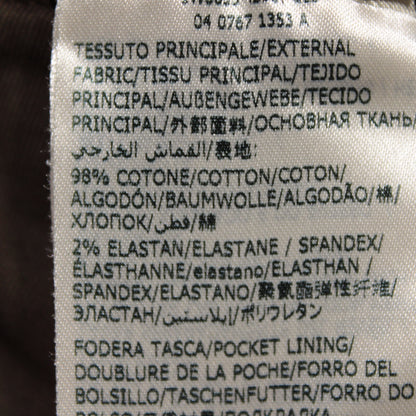 04 0767 1353 A
TESSUTO PRINCIPALE/EXTERNAL
FABRIC/TISSU PRINCIPAL/TEJIDO
PRINCIPAL/AUßENGEWEBE/TECIDO
PRINCIPAL/外部面料/ОСНОВНАЯ ТКАНЬ/
القماش الخارجي/表地:
98% COTONE/COTTON/COTON/
ALGODÓN/BAUMWOLLE/ALGODÃO/棉/
ХЛОПОК/قطن/綿
2% ELASTAN/ELASTANE / SPANDEX/
ÉLASTHANNE/elastano/ELASTHAN /
SPANDEX/ELASTANO/聚氨酯弹性纤维/
ЭЛАСТАН/إيلاستين/ポリウレタン
FODERA TASCA/POCKET LINING/
DOUBLURE DE LA POCHE/FORRO DEL
BOLSILLO/TASCHENFUTTER/FORRO DO